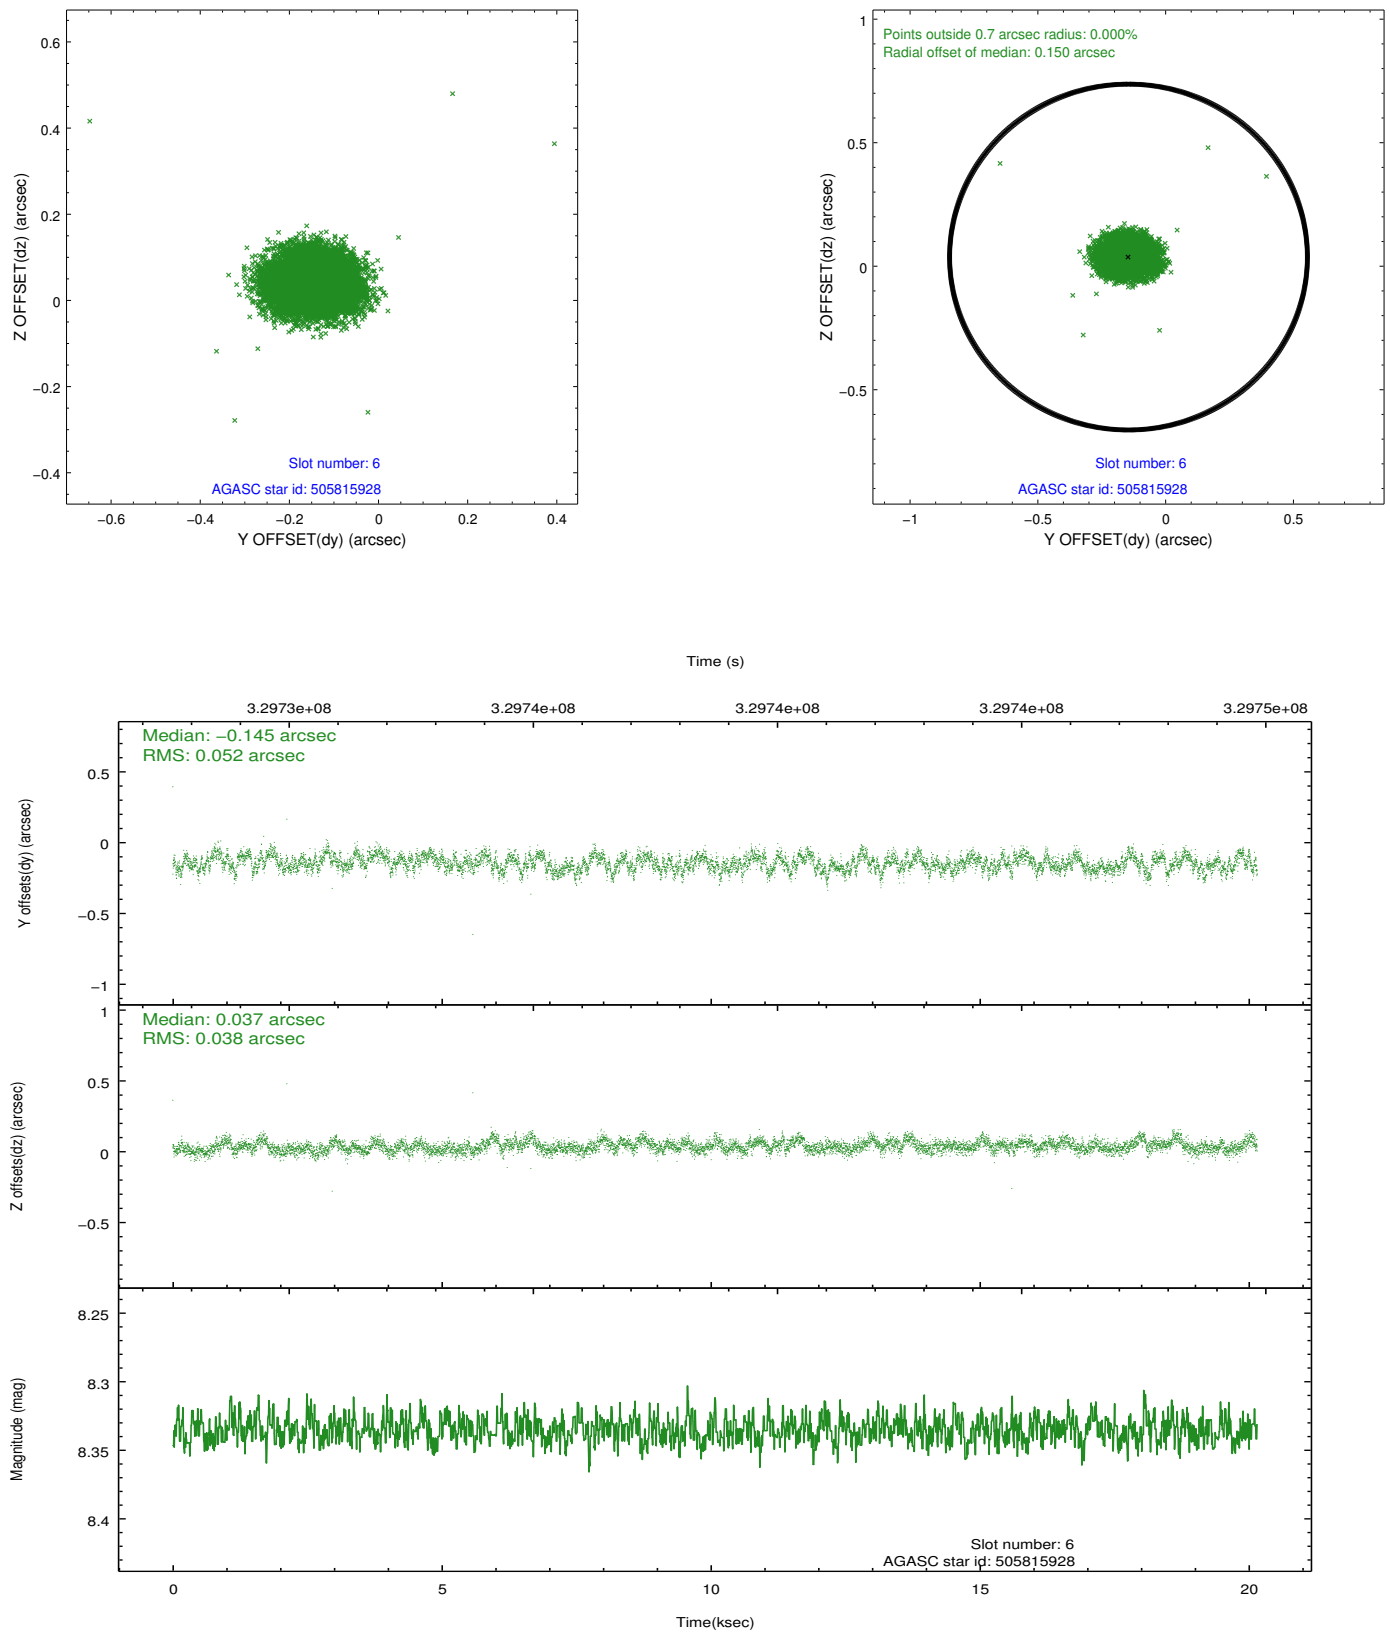 0.6
0.4
0.2
0
−0.2
−0.4
Z OFFSET(dz) (arcsec)
Slot number: 6
AGASC star id: 505815928
−0.6 −0.4 −0.2 0 0.2 0.4
Y OFFSET(dy) (arcsec)
Points outside 0.7 arcsec radius: 0.000%
Radial offset of median: 0.150 arcsec
1
0.5
0
−0.5
Z OFFSET(dz) (arcsec)
Slot number: 6
AGASC star id: 505815928
−1 −0.5 0 0.5
Y OFFSET(dy) (arcsec)
Time (s)
3.2973e+08 3.2974e+08 3.2974e+08 3.2974e+08 3.2975e+08
Median: −0.145 arcsec
RMS: 0.052 arcsec
0.5
0
−0.5
−1
Y offsets(dy) (arcsec)
Median: 0.037 arcsec
RMS: 0.038 arcsec
1
0.5
0
−0.5
Z offsets(dz) (arcsec)
8.25
8.3
8.35
8.4
Magnitude (mag)
Slot number: 6
AGASC star id: 505815928
0 5 10 15 20
Time(ksec)